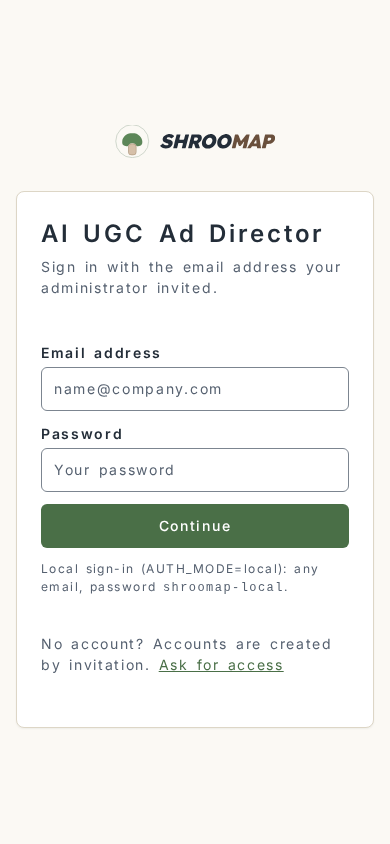 SHROOMAP
AI UGC Ad Director
Sign in with the email address your
administrator invited.
Email address
name@company.com
Password
Your password
Continue
Local sign-in (AUTH_MODE=local): any
email, password shroomap-local.
No account? Accounts are created
by invitation. Ask for access